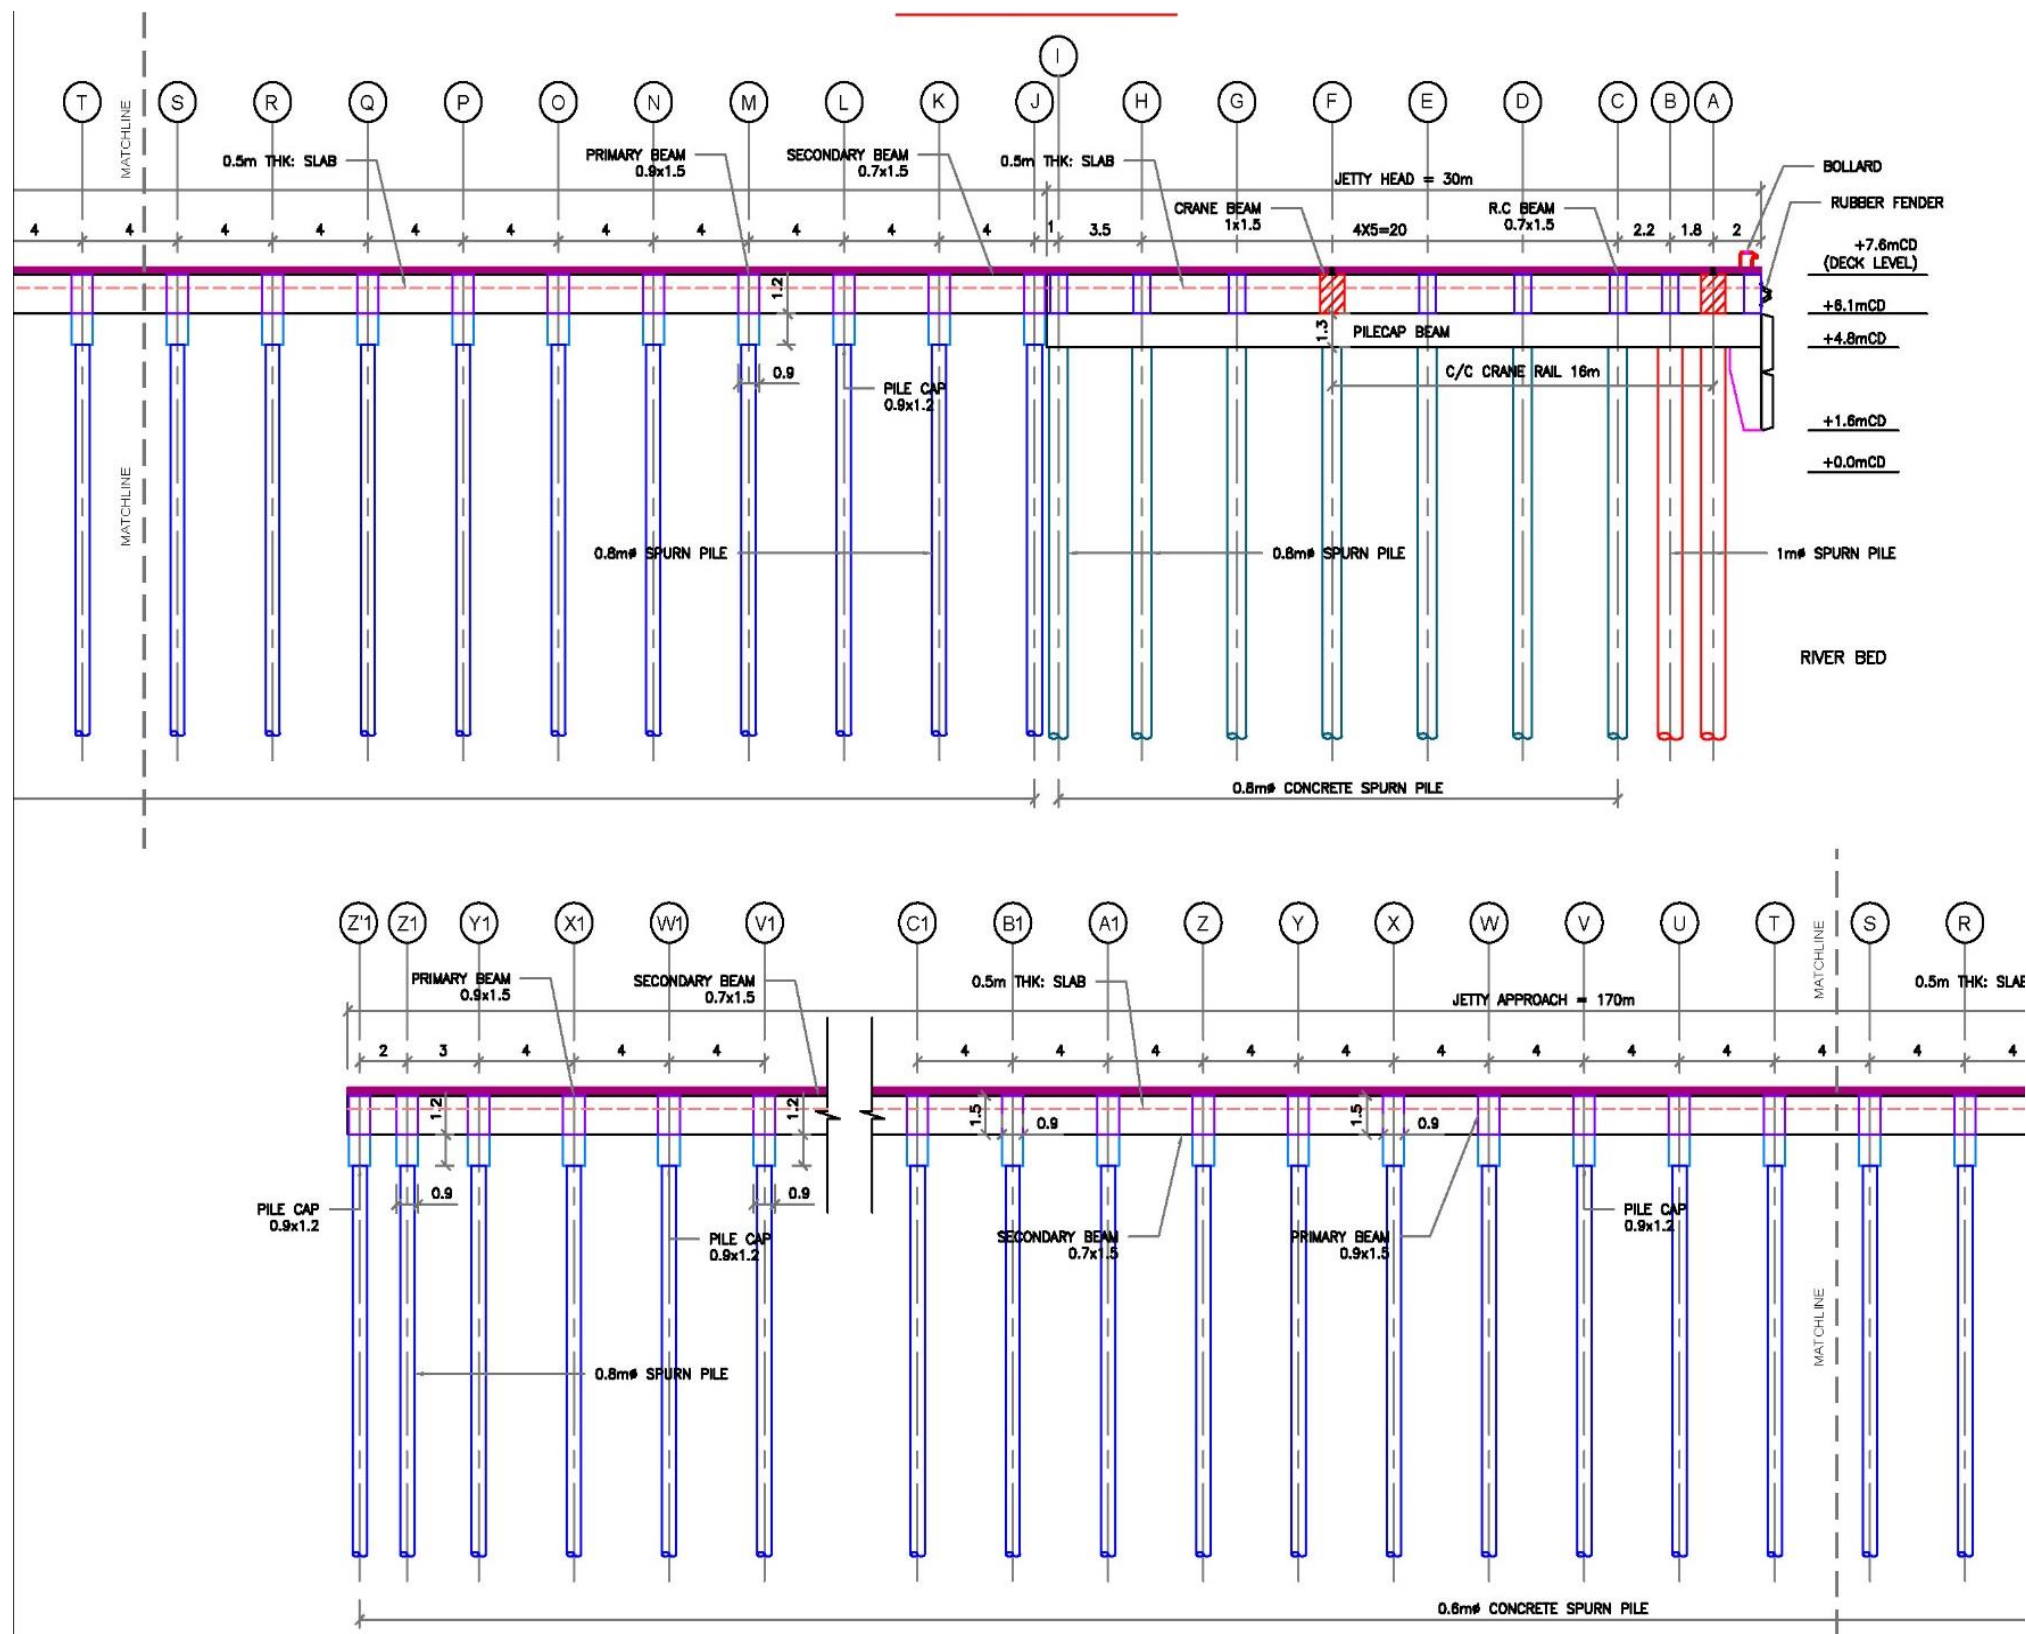 I
T S R Q P O N M L K J H G F E D C B A
MATCHLINE
0.5m THK: SLAB
PRIMARY BEAM
0.9x1.5
SECONDARY BEAM
0.7x1.5
0.5m THK: SLAB
JETTY HEAD = 30m
BOLLARD
RUBBER FENDER
CRANE BEAM
1x1.5
R.C BEAM
0.7x1.5
4 4 4 4 4 4 4 4 4 4 4 1 3.5 4X5=20 2.2 1.8 2
+7.6mCD
(DECK LEVEL)
1.2
+6.1mCD
1.3
PILECAP BEAM
+4.8mCD
0.9
C/C CRANE RAIL 16m
PILE CAP
0.9x1.2
+1.6mCD
+0.0mCD
MATCHLINE
0.8mø SPURN PILE
0.8mø SPURN PILE
1mø SPURN PILE
RIVER BED
0.8mø CONCRETE SPURN PILE
Z'1 Z1 Y1 X1 W1 V1 C1 B1 A1 Z Y X W V U T S R
MATCHLINE
PRIMARY BEAM
0.9x1.5
SECONDARY BEAM
0.7x1.5
0.5m THK: SLAB
0.5m THK: SLAB
JETTY APPROACH = 170m
2 3 4 4 4 4 4 4 4 4 4 4 4 4 4 4 4
1.2
1.2
1.5
0.9
1.5
0.9
0.9
0.9
PILE CAP
0.9x1.2
PILE CAP
0.9x1.2
SECONDARY BEAM
0.7x1.5
PRIMARY BEAM
0.9x1.5
PILE CAP
0.9x1.2
MATCHLINE
0.8mø SPURN PILE
0.6mø CONCRETE SPURN PILE